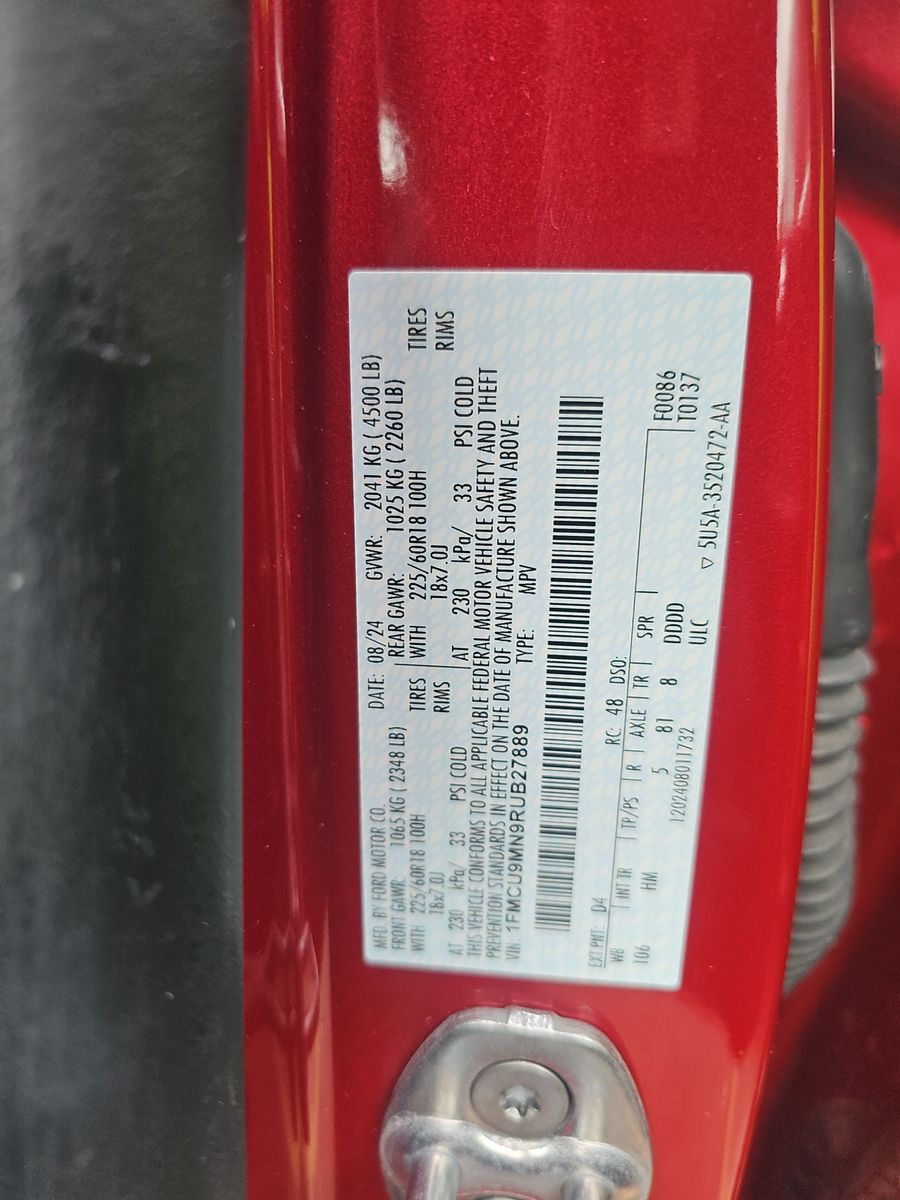 MFD. BY FORD MOTOR CO. DATE: 08/24 GVWR: 2041 KG ( 4500 LB)
FRONT GAWR: 1065 KG ( 2348 LB) REAR GAWR: 1025 KG ( 2260 LB)
WITH 225/60R18 100H TIRES WITH 225/60R18 100H TIRES
18x7.0J RIMS 18x7.0J RIMS
AT 230 kPa/ 33 PSI COLD AT 230 kPa/ 33 PSI COLD
THIS VEHICLE CONFORMS TO ALL APPLICABLE FEDERAL MOTOR VEHICLE SAFETY AND THEFT
PREVENTION STANDARDS IN EFFECT ON THE DATE OF MANUFACTURE SHOWN ABOVE.
VIN: 1FMCU9MN9RUB27889 TYPE: MPV
EXT PNT: D4 RC: 48 DSO:
WB INT TR TP/PS R AXLE TR SPR F0086
106 HM 5 81 8 DDDD T0137
1202408011732 ULC ▽ 5U5A-3520472-AA